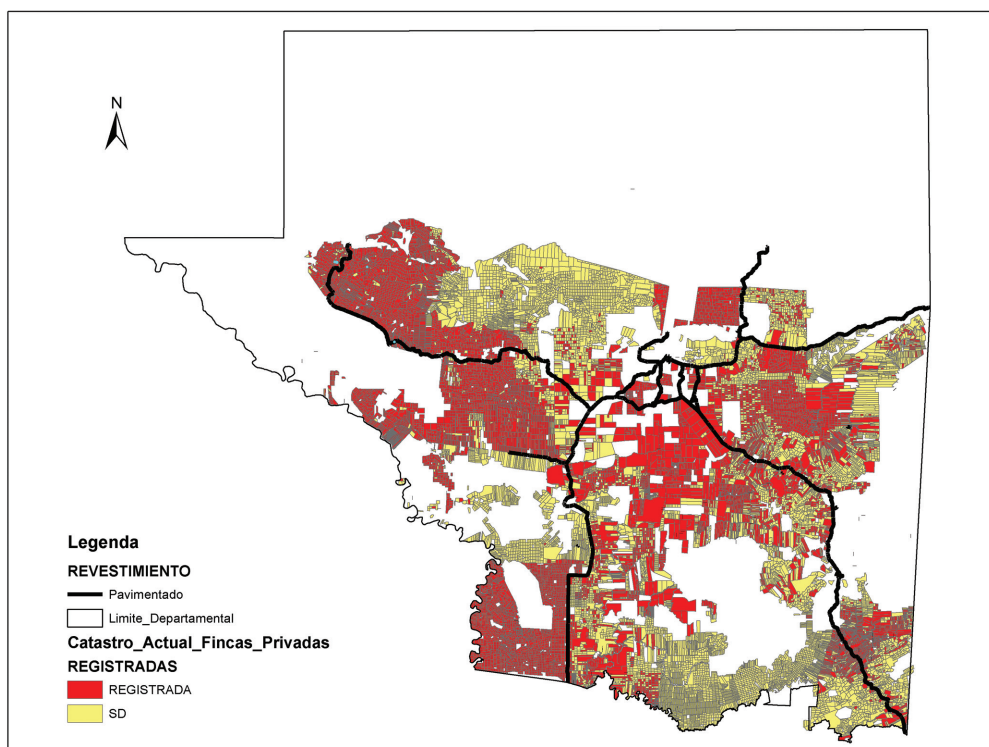 N
Legenda
REVESTIMIENTO
Pavimentado
Limite_Departamental
Catastro_Actual_Fincas_Privadas
REGISTRADAS
REGISTRADA
SD